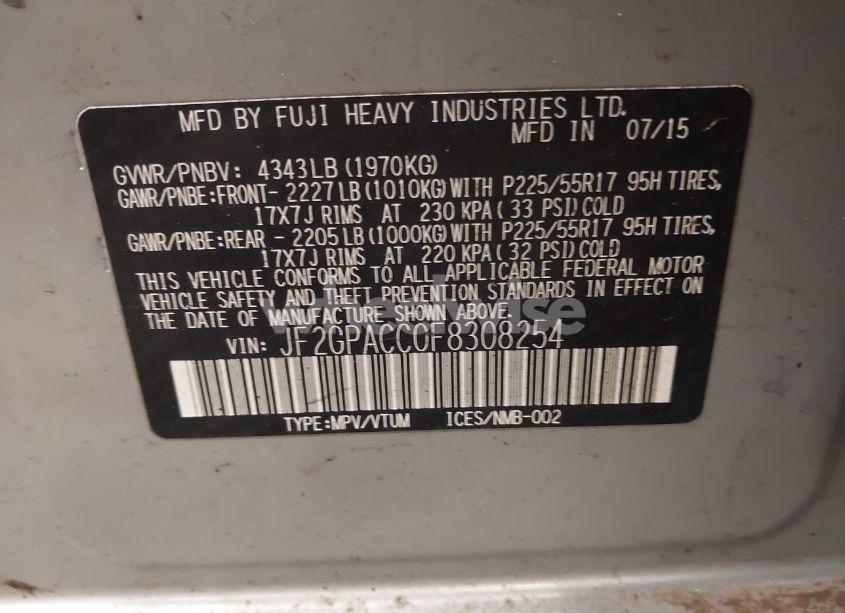 MFD BY FUJI HEAVY INDUSTRIES LTD.
MFD IN 07/15
GVWR/PNBV: 4343LB (1970KG)
GAWR/PNBE:FRONT- 2227LB (1010KG) WITH P225/55R17 95H TIRES,
17X7J RIMS AT 230 KPA ( 33 PSI) COLD
GAWR/PNBE:REAR - 2205LB (1000KG) WITH P225/55R17 95H TIRES,
17X7J RIMS AT 220 KPA ( 32 PSI) COLD
THIS VEHICLE CONFORMS TO ALL APPLICABLE FEDERAL MOTOR
VEHICLE SAFETY AND THEFT PREVENTION STANDARDS IN EFFECT ON
THE DATE OF MANUFACTURE SHOWN ABOVE.
VIN: JF2GPACC0F8308254
TYPE:MPV/VTUM ICES/NMB-002